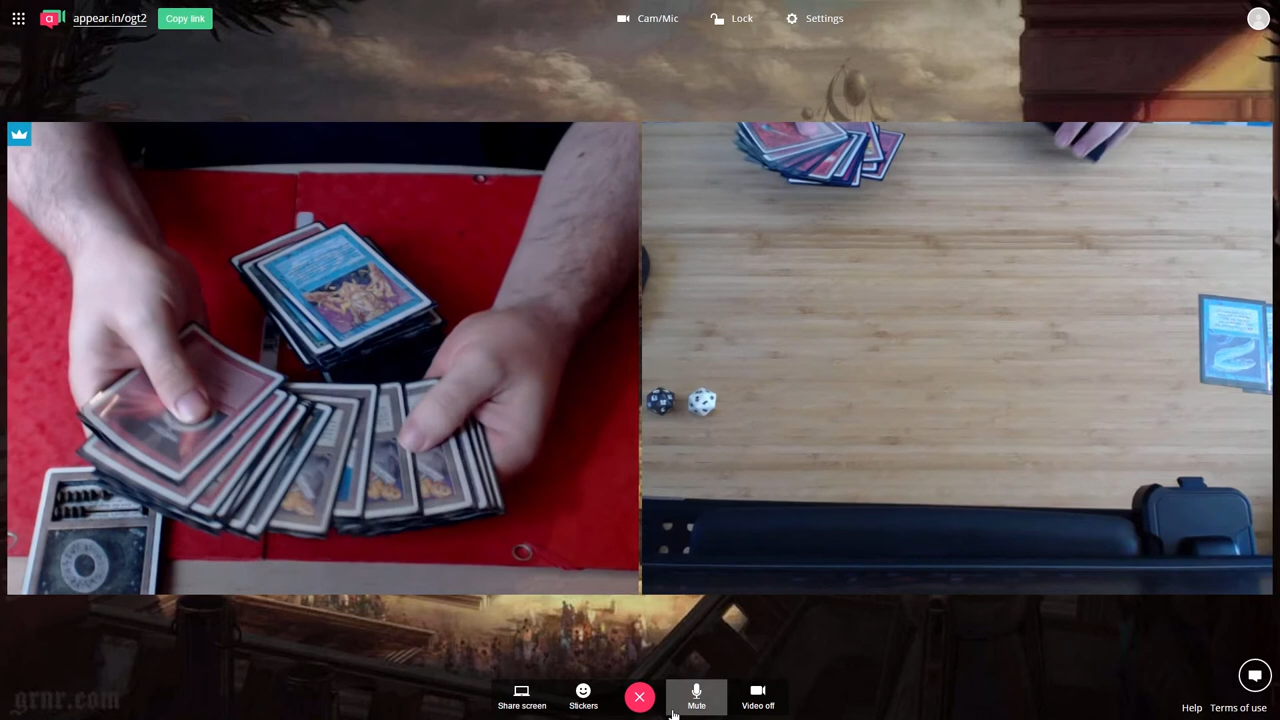 appear.in/ogt2
Copy link
Cam/Mic
Lock
Settings
grnr.com
Share screen
Stickers
Mute
Video off
Help
Terms of use